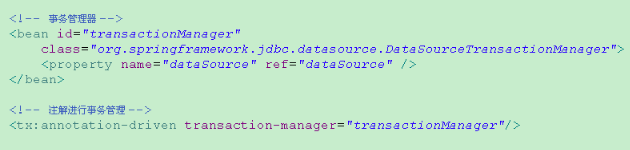 <!-- 事务管理器 -->
<bean id="transactionManager"
class="org.springframework.jdbc.datasource.DataSourceTransactionManager">
<property name="dataSource" ref="dataSource" />
</bean>
<!-- 注解进行事务管理 -->
<tx:annotation-driven transaction-manager="transactionManager"/>